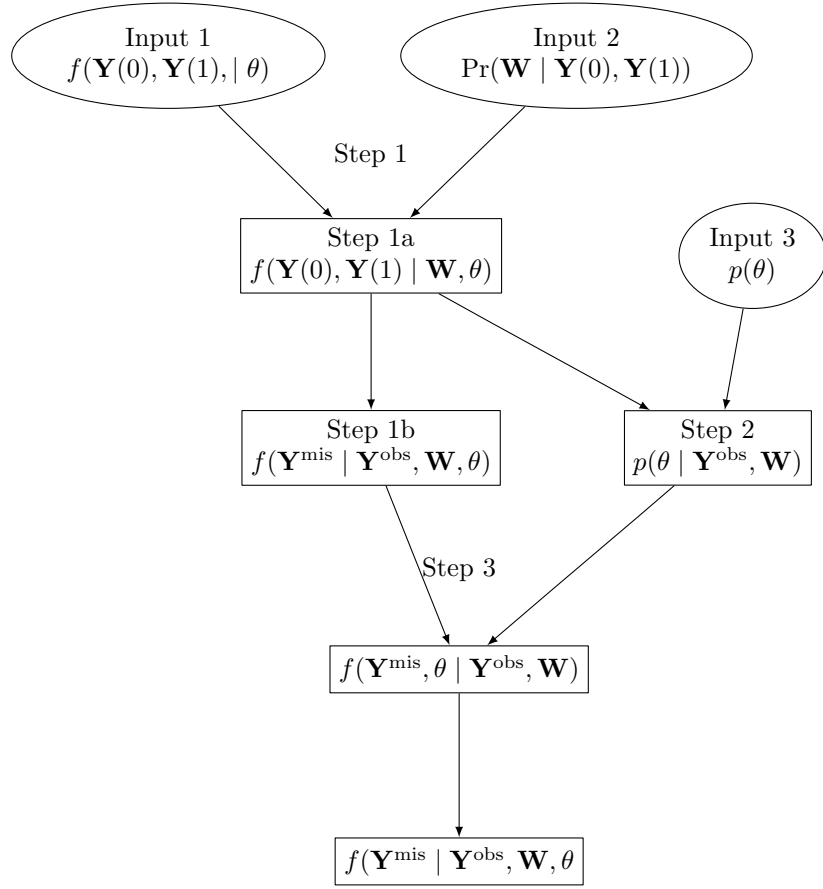 Input 1
f(Y(0), Y(1), | θ)
Input 2
Pr(W | Y(0), Y(1))
Step 1
Step 1a
f(Y(0), Y(1) | W, θ)
Input 3
p(θ)
Step 1b
f(Y^mis | Y^obs, W, θ)
Step 2
p(θ | Y^obs, W)
Step 3
f(Y^mis, θ | Y^obs, W)
f(Y^mis | Y^obs, W, θ